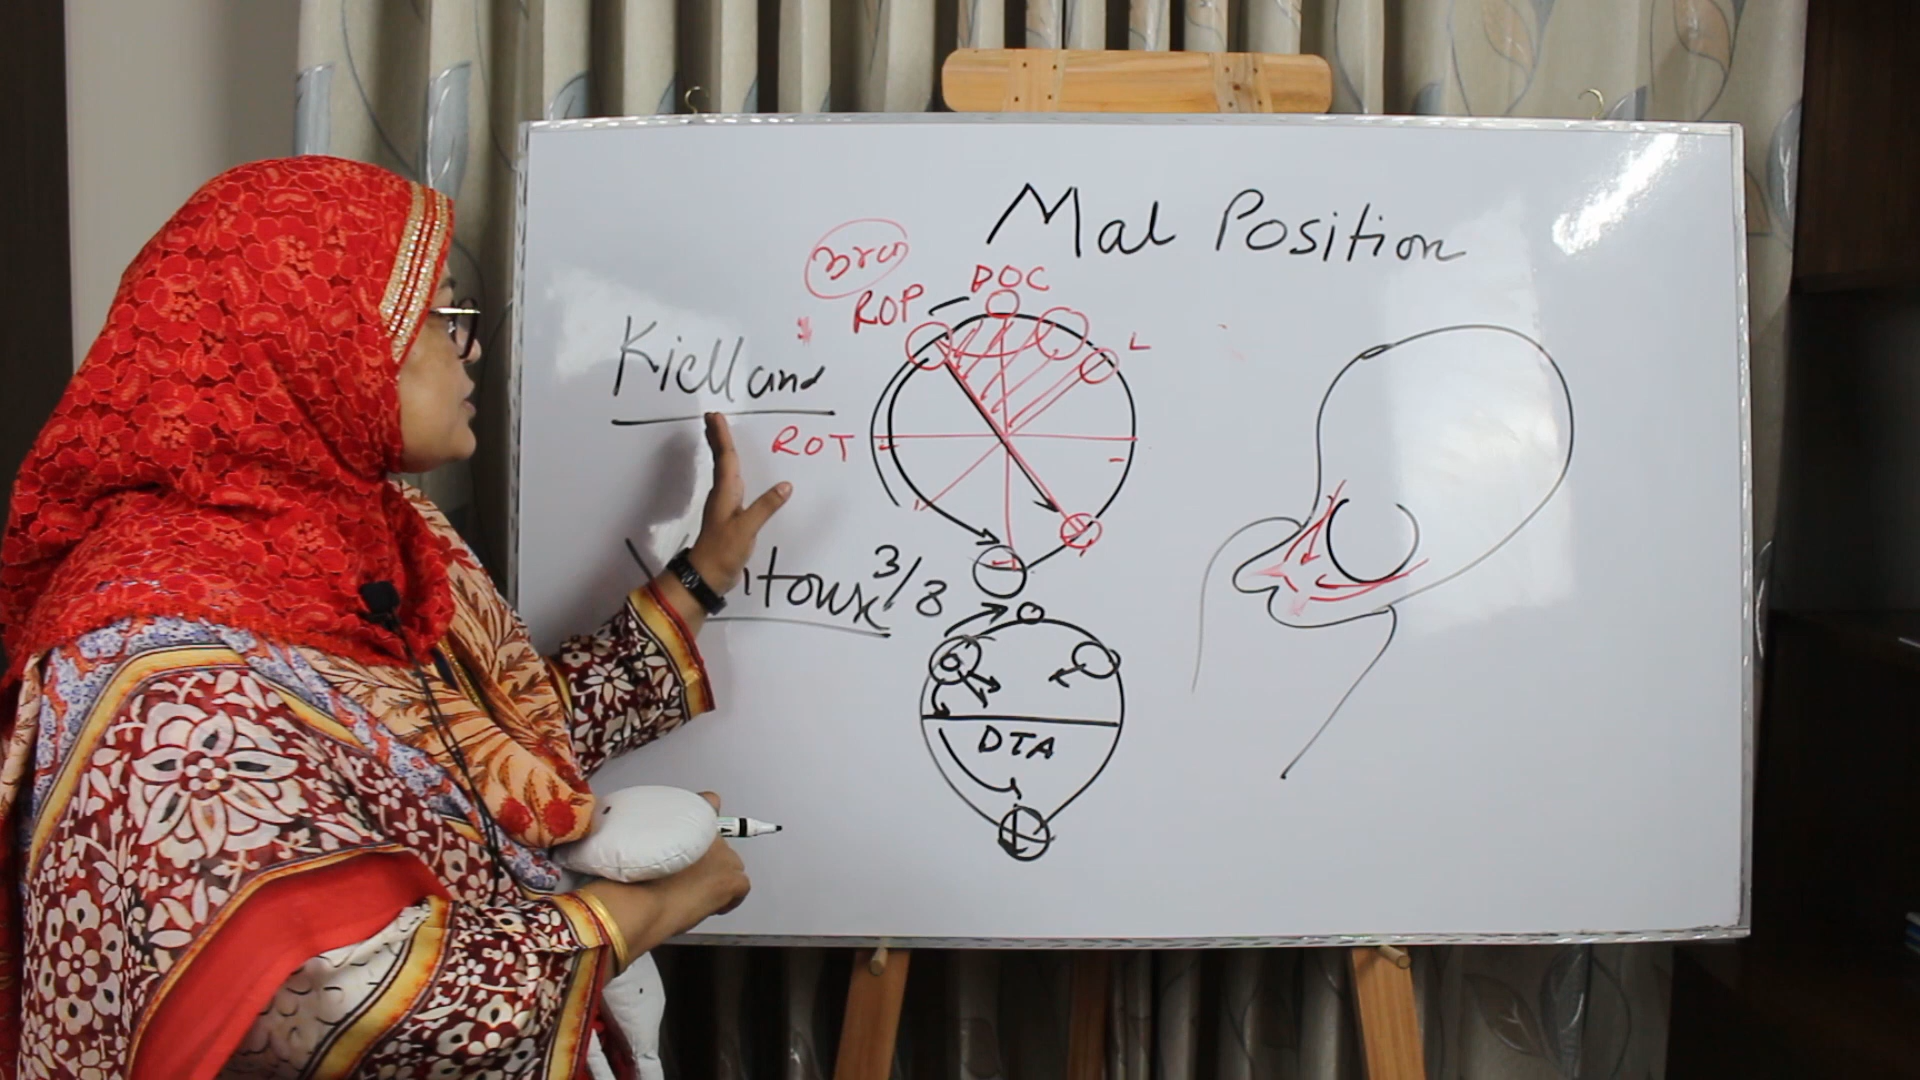 Mal Position
DOC
ROP
L
Kielland
ROT
3/8
DTA